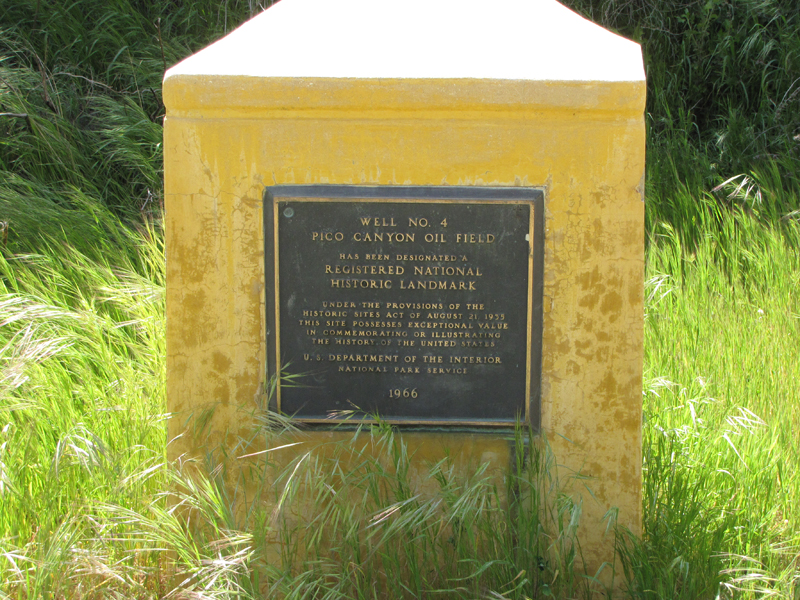 WELL NO. 4
PICO CANYON OIL FIELD
HAS BEEN DESIGNATED A
REGISTERED NATIONAL
HISTORIC LANDMARK
UNDER THE PROVISIONS OF THE
HISTORIC SITES ACT OF AUGUST 21, 1935
THIS SITE POSSESSES EXCEPTIONAL VALUE
IN COMMEMORATING OR ILLUSTRATING
THE HISTORY OF THE UNITED STATES
U.S. DEPARTMENT OF THE INTERIOR
NATIONAL PARK SERVICE
1966